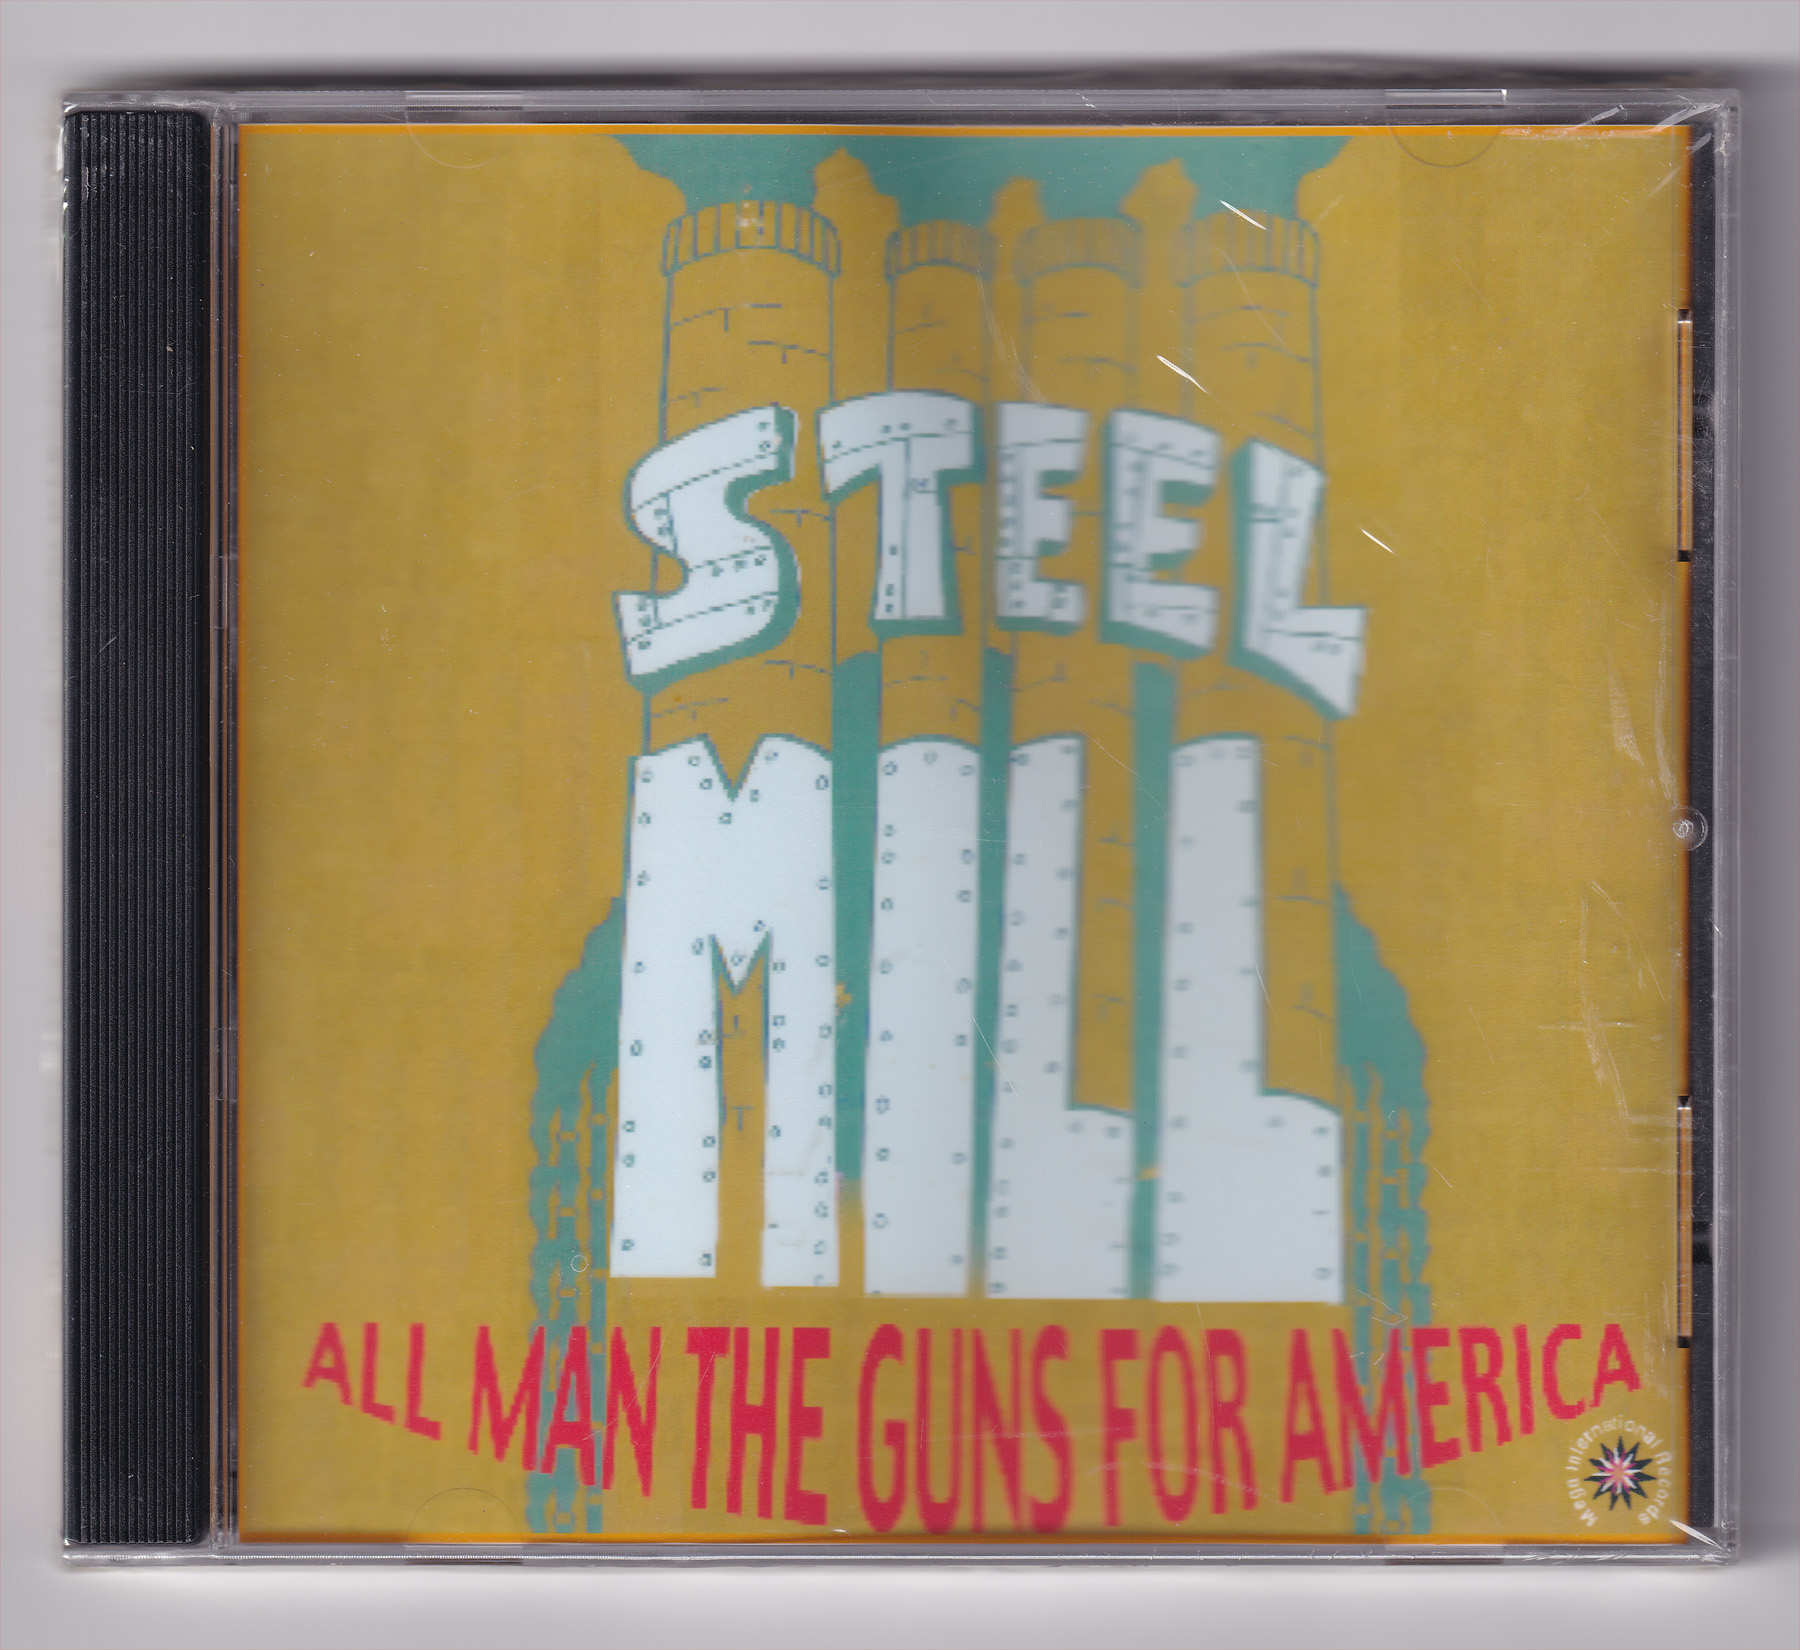 STEEL
MILL
ALL MAN THE GUNS FOR AMERICA
Mega International Records